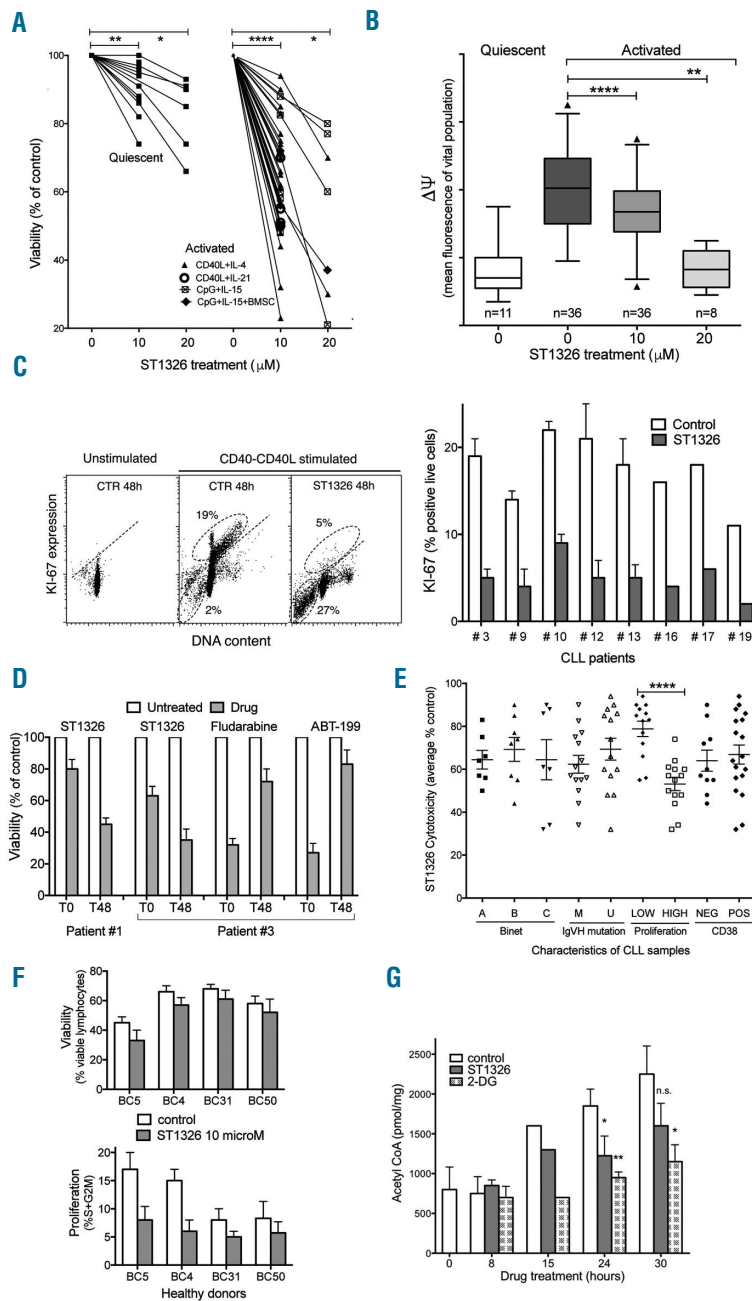 A
** * **** *
100
80
60
40
20
Viability (% of control)
Quiescent
Activated
CD40L+IL-4
CD40L+IL-21
CpG+IL-15
CpG+IL-15+BMSC
0 10 20 0 10 20
ST1326 treatment (μM)
B
Quiescent Activated
**
****
ΔΨ
(mean fluorescence of vital population)
n=11 n=36 n=36 n=8
0 0 10 20
ST1326 treatment (μM)
C
Unstimulated CD40-CD40L stimulated
CTR 48h CTR 48h ST1326 48h
19% 5%
2% 27%
KI-67 expression
DNA content
Control
ST1326
20
10
0
KI-67 (% positive live cells)
# 3 # 9 # 10 # 12 # 13 # 16 # 17 # 19
CLL patients
D
Untreated Drug
ST1326 ST1326 Fludarabine ABT-199
100
80
60
40
20
0
Viability (% of control)
T0 T48 T0 T48 T0 T48 T0 T48
Patient #1 Patient #3
E
****
100
80
60
40
20
0
ST1326 Cytotoxicity (average % control)
A B C M U LOW HIGH NEG POS
Binet IgVH mutation Proliferation CD38
Characteristics of CLL samples
F
80
60
40
20
0
Viability
(% viable lymphocytes)
BC5 BC4 BC31 BC50
control
ST1326 10 microM
20
15
10
5
0
Proliferation
(%S+G2M)
BC5 BC4 BC31 BC50
Healthy donors
G
control
ST1326
2-DG
n.s.
* ** *
2500
2000
1500
1000
500
0
Acetyl CoA (pmol/mg)
0 8 15 24 30
Drug treatment (hours)